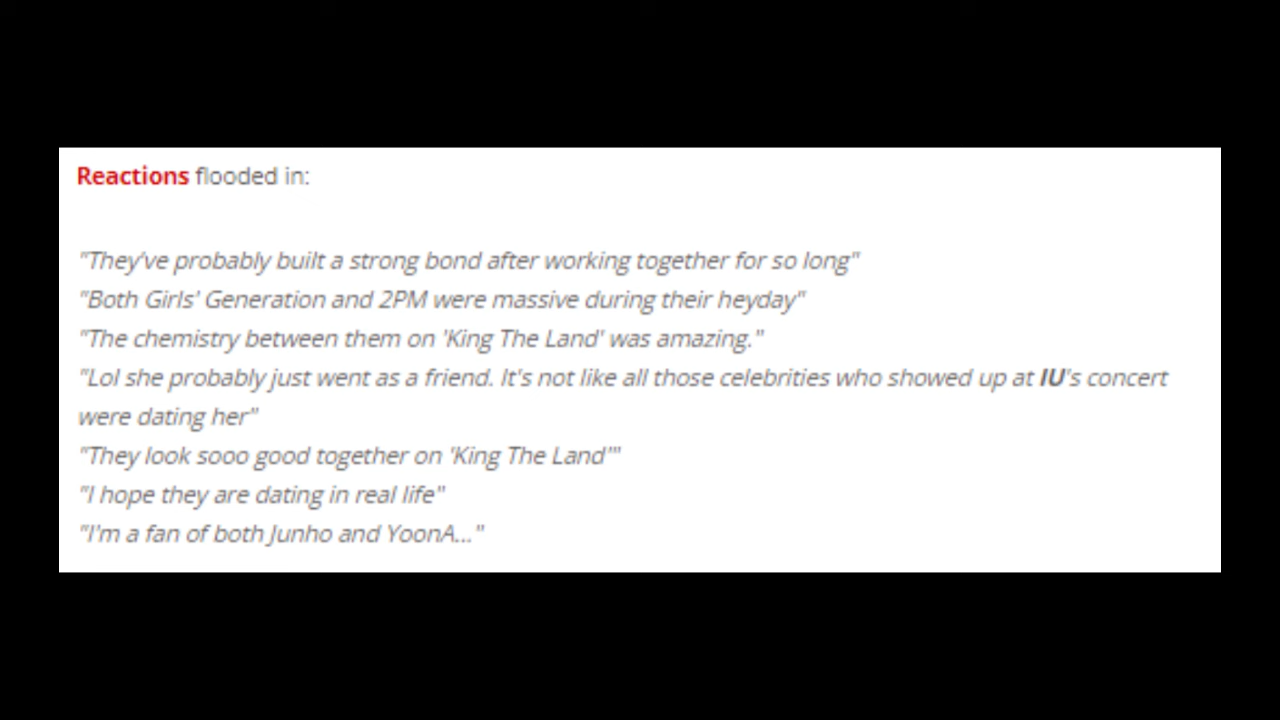 Reactions flooded in:
"They've probably built a strong bond after working together for so long"
"Both Girls' Generation and 2PM were massive during their heyday"
"The chemistry between them on 'King The Land' was amazing."
"Lol she probably just went as a friend. It's not like all those celebrities who showed up at IU's concert
were dating her"
"They look sooo good together on 'King The Land'"
"I hope they are dating in real life"
"I'm a fan of both Junho and YoonA..."